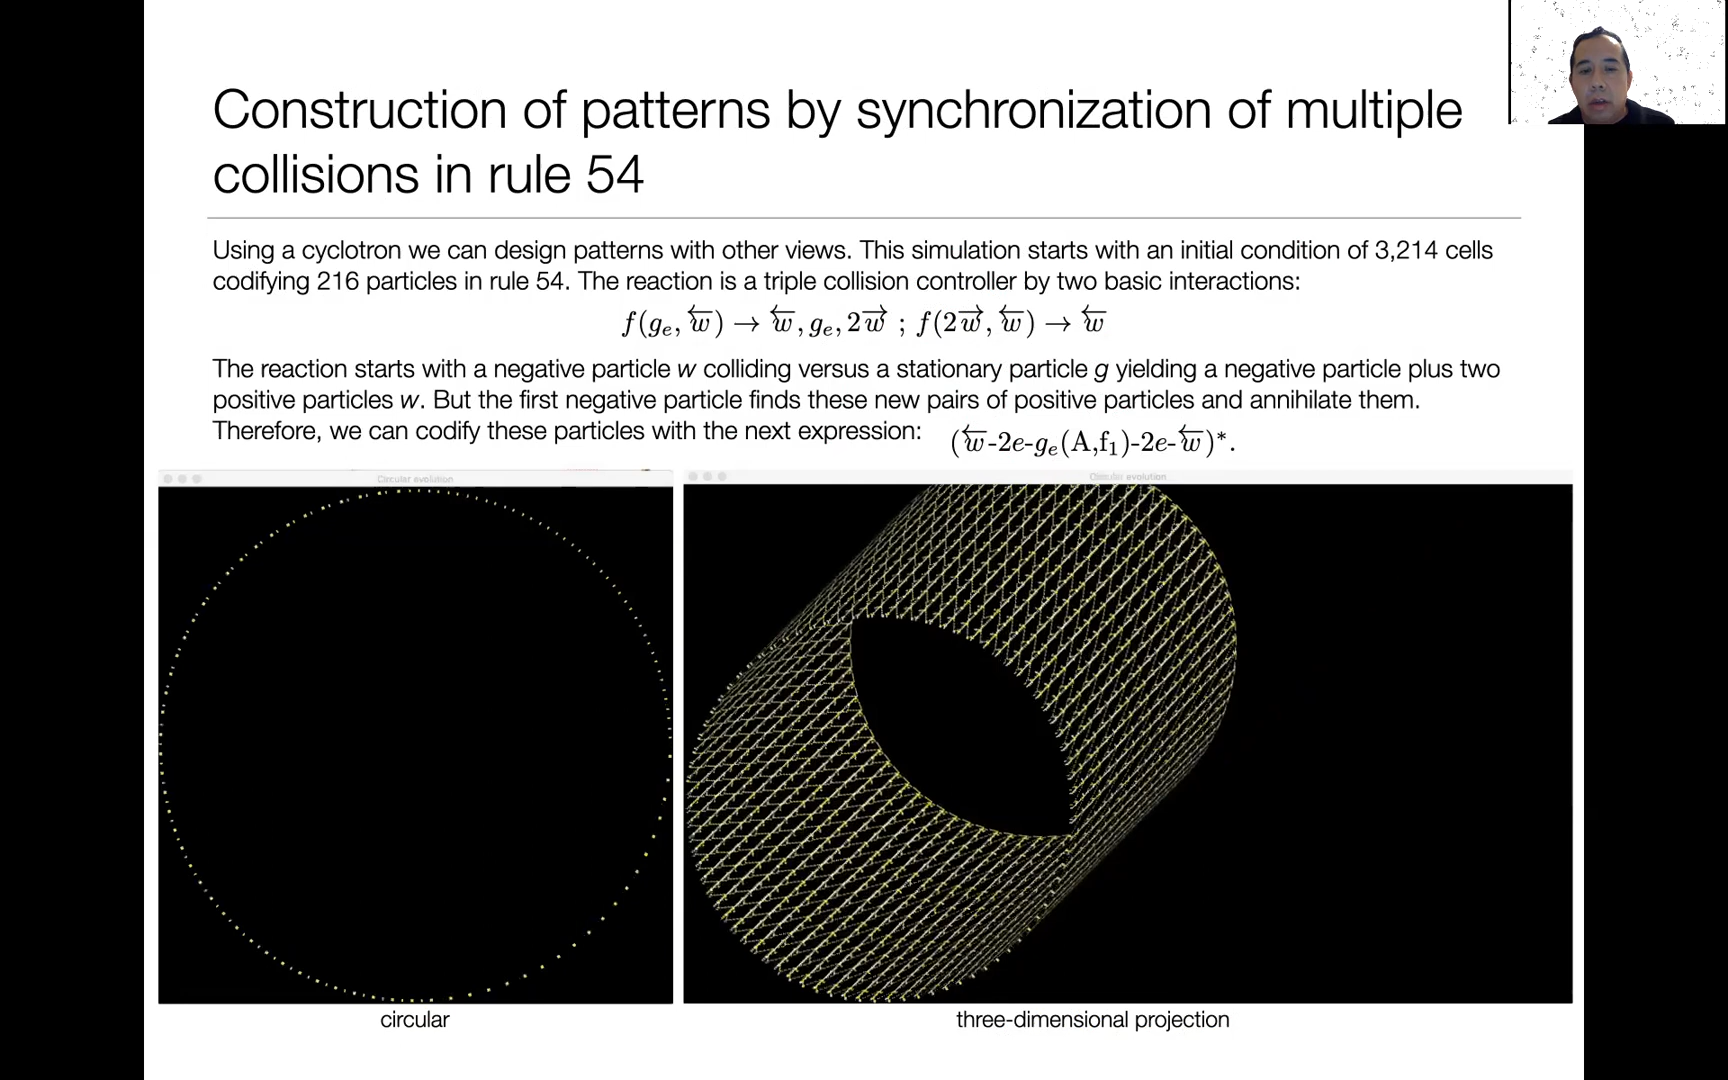 Construction of patterns by synchronization of multiple
collisions in rule 54
Using a cyclotron we can design patterns with other views. This simulation starts with an initial condition of 3,214 cells
codifying 216 particles in rule 54. The reaction is a triple collision controller by two basic interactions:
f(gₑ, w⃖) → w⃖, gₑ, 2w⃗ ; f(2w⃗, w⃖) → w⃖
The reaction starts with a negative particle w colliding versus a stationary particle g yielding a negative particle plus two
positive particles w. But the first negative particle finds these new pairs of positive particles and annihilate them.
Therefore, we can codify these particles with the next expression: (w⃖-2e-gₑ(A,f₁)-2e-w⃖)*.
Circular evolution
Circular evolution
circular
three-dimensional projection